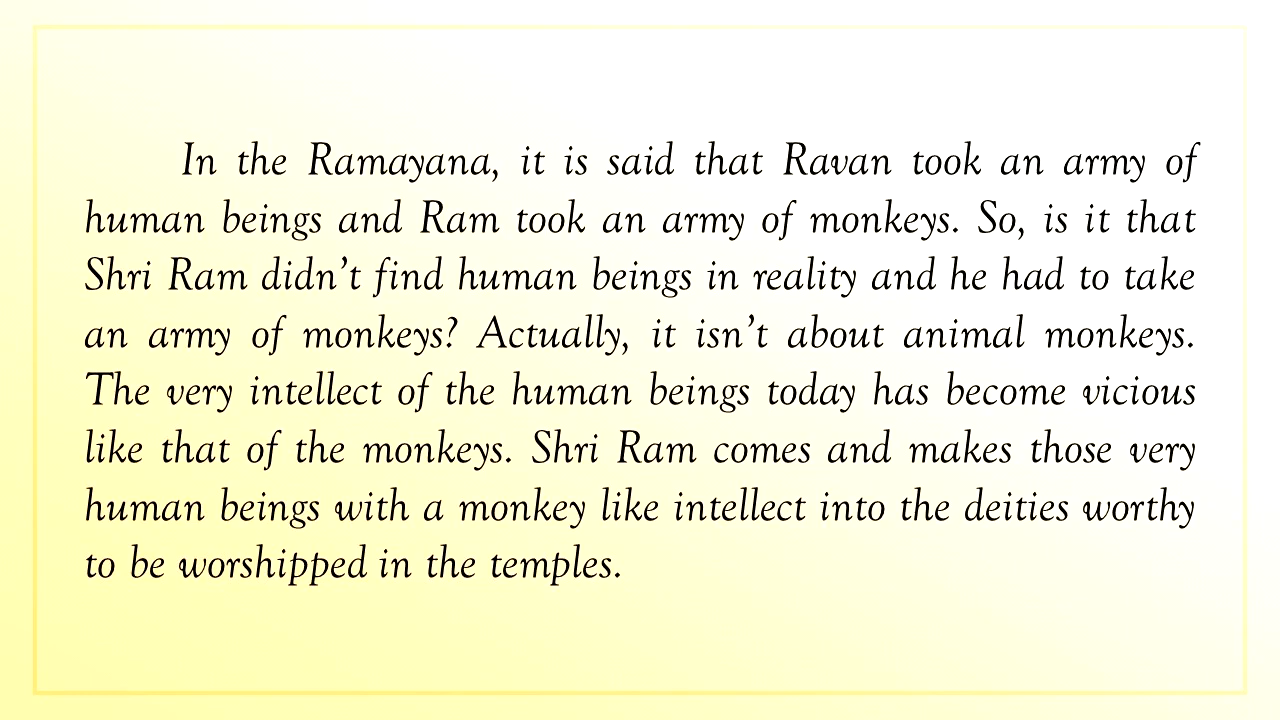 In the Ramayana, it is said that Ravan took an army of
human beings and Ram took an army of monkeys. So, is it that
Shri Ram didn’t find human beings in reality and he had to take
an army of monkeys? Actually, it isn’t about animal monkeys.
The very intellect of the human beings today has become vicious
like that of the monkeys. Shri Ram comes and makes those very
human beings with a monkey like intellect into the deities worthy
to be worshipped in the temples.